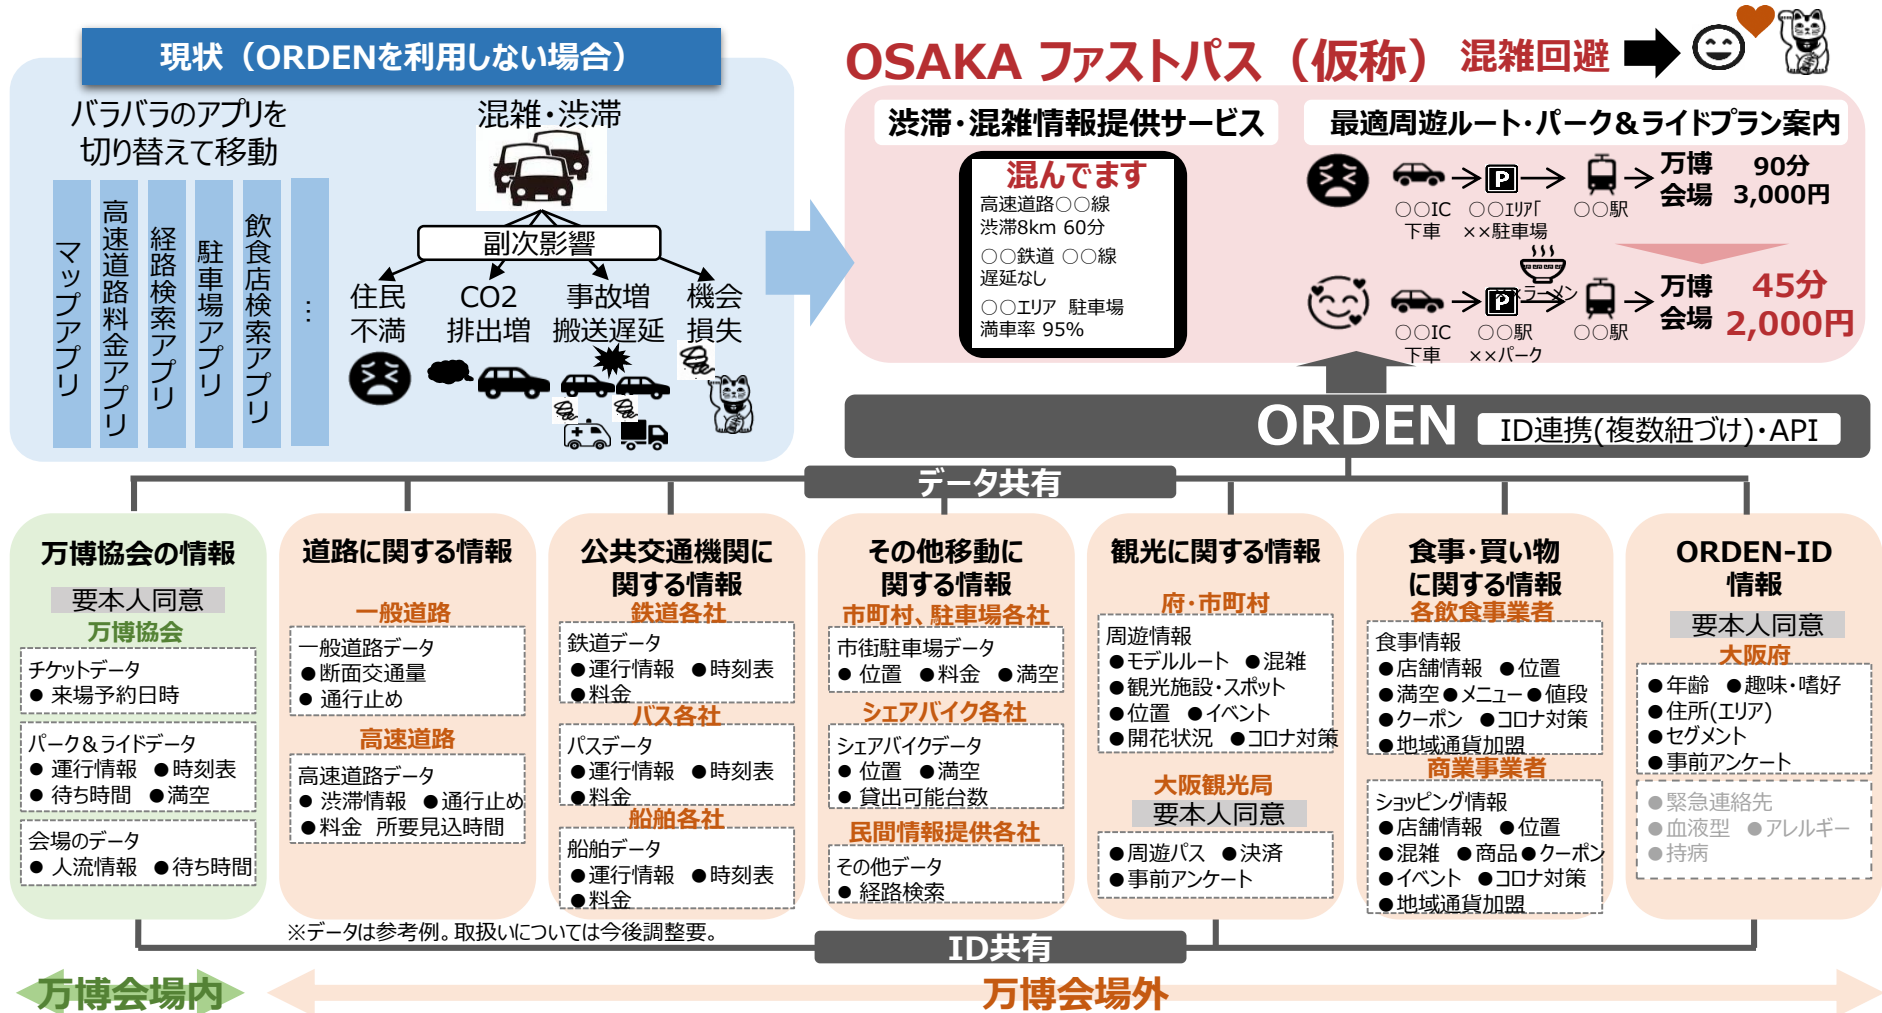 現状（ORDENを利用しない場合）
バラバラのアプリを
切り替えて移動
マップアプリ
高速道路料金アプリ
経路検索アプリ
駐車場アプリ
飲食店検索アプリ
…
混雑・渋滞
副次影響
住民
不満
CO2
排出増
事故増
搬送遅延
機会
損失
OSAKA ファストパス（仮称）
混雑回避
渋滞・混雑情報提供サービス
混んでます
高速道路○○線
渋滞8km 60分
○○鉄道 ○○線
遅延なし
○○エリア 駐車場
満車率 95%
最適周遊ルート・パーク&ライドプラン案内
P
○○IC
下車
○○エリア「
××駐車場
○○駅
万博
会場
90分
3,000円
××ラーメン
P
○○IC
下車
○○駅
××パーク
○○駅
万博
会場
45分
2,000円
ORDEN
ID連携(複数紐づけ)・API
データ共有
万博協会の情報
要本人同意
万博協会
チケットデータ
● 来場予約日時
パーク＆ライドデータ
● 運行情報 ●時刻表
● 待ち時間 ●満空
会場のデータ
● 人流情報 ●待ち時間
道路に関する情報
一般道路
一般道路データ
●断面交通量
● 通行止め
高速道路
高速道路データ
● 渋滞情報 ●通行止め
●料金 所要見込時間
公共交通機関に
関する情報
鉄道各社
鉄道データ
●運行情報 ●時刻表
●料金
バス各社
バスデータ
●運行情報 ●時刻表
●料金
船舶各社
船舶データ
●運行情報 ●時刻表
●料金
その他移動に
関する情報
市町村、駐車場各社
市街駐車場データ
● 位置 ●料金 ●満空
シェアバイク各社
シェアバイクデータ
● 位置 ●満空
● 貸出可能台数
民間情報提供各社
その他データ
● 経路検索
観光に関する情報
府・市町村
周遊情報
●モデルルート ●混雑
●観光施設・スポット
●位置 ●イベント
●開花状況 ●コロナ対策
大阪観光局
要本人同意
●周遊パス ●決済
●事前アンケート
食事・買い物
に関する情報
各飲食事業者
食事情報
●店舗情報 ●位置
●満空●メニュー●値段
●クーポン ●コロナ対策
●地域通貨加盟
商業事業者
ショッピング情報
●店舗情報 ●位置
●混雑 ●商品●クーポン
●イベント ●コロナ対策
●地域通貨加盟
ORDEN-ID
情報
要本人同意
大阪府
●年齢 ●趣味・嗜好
●住所(エリア)
●セグメント
●事前アンケート
●緊急連絡先
●血液型 ●アレルギー
●持病
※データは参考例。取扱いについては今後調整要。
ID共有
万博会場内
万博会場外